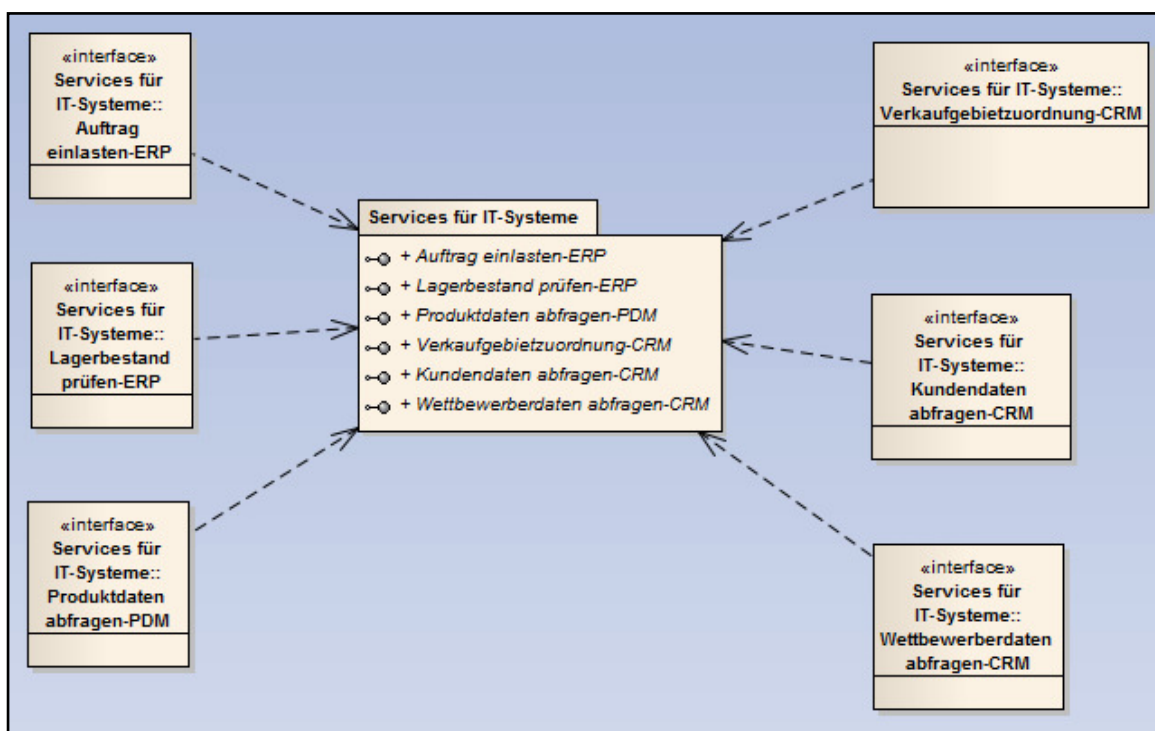 «interface»
Services für
IT-Systeme::
Auftrag
einlasten-ERP
«interface»
Services für
IT-Systeme::
Lagerbestand
prüfen-ERP
«interface»
Services für
IT-Systeme::
Produktdaten
abfragen-PDM
Services für IT-Systeme
+ Auftrag einlasten-ERP
+ Lagerbestand prüfen-ERP
+ Produktdaten abfragen-PDM
+ Verkaufgebietzuordnung-CRM
+ Kundendaten abfragen-CRM
+ Wettbewerberdaten abfragen-CRM
«interface»
Services für IT-Systeme::
Verkaufgebietzuordnung-CRM
«interface»
Services für
IT-Systeme::
Kundendaten
abfragen-CRM
«interface»
Services für
IT-Systeme::
Wettbewerberdaten
abfragen-CRM